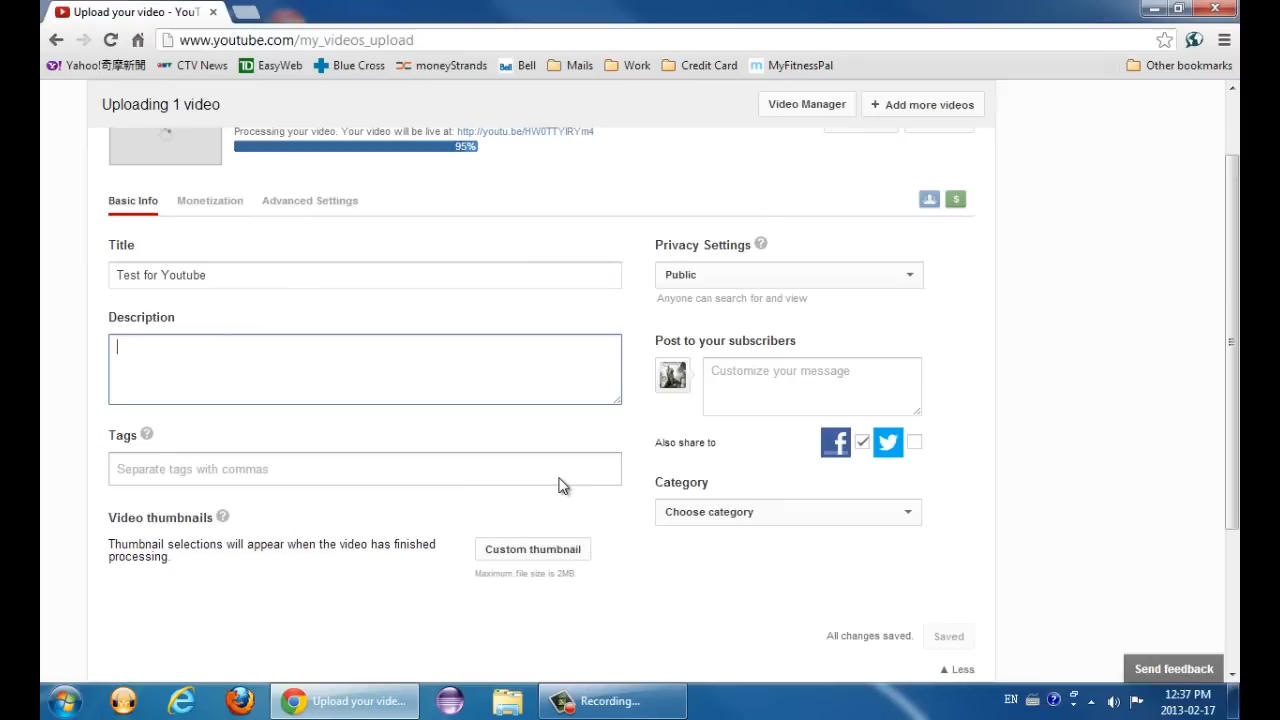 Upload your video - YouT
www.youtube.com/my_videos_upload
Yahoo!奇摩新聞 CTV News EasyWeb Blue Cross moneyStrands Bell Mails Work Credit Card MyFitnessPal Other bookmarks
Uploading 1 video Video Manager + Add more videos
Processing your video. Your video will be live at: http://youtu.be/HW0TTYIRYm4
95%
Basic Info Monetization Advanced Settings $
Title
Test for Youtube
Description
Tags
Separate tags with commas
Video thumbnails
Thumbnail selections will appear when the video has finished
processing.
Custom thumbnail
Maximum file size is 2MB.
Privacy Settings
Public
Anyone can search for and view
Post to your subscribers
Customize your message
Also share to
Category
Choose category
All changes saved. Saved
▲ Less
Send feedback
Upload your vide... Recording... EN 12:37 PM
2013-02-17